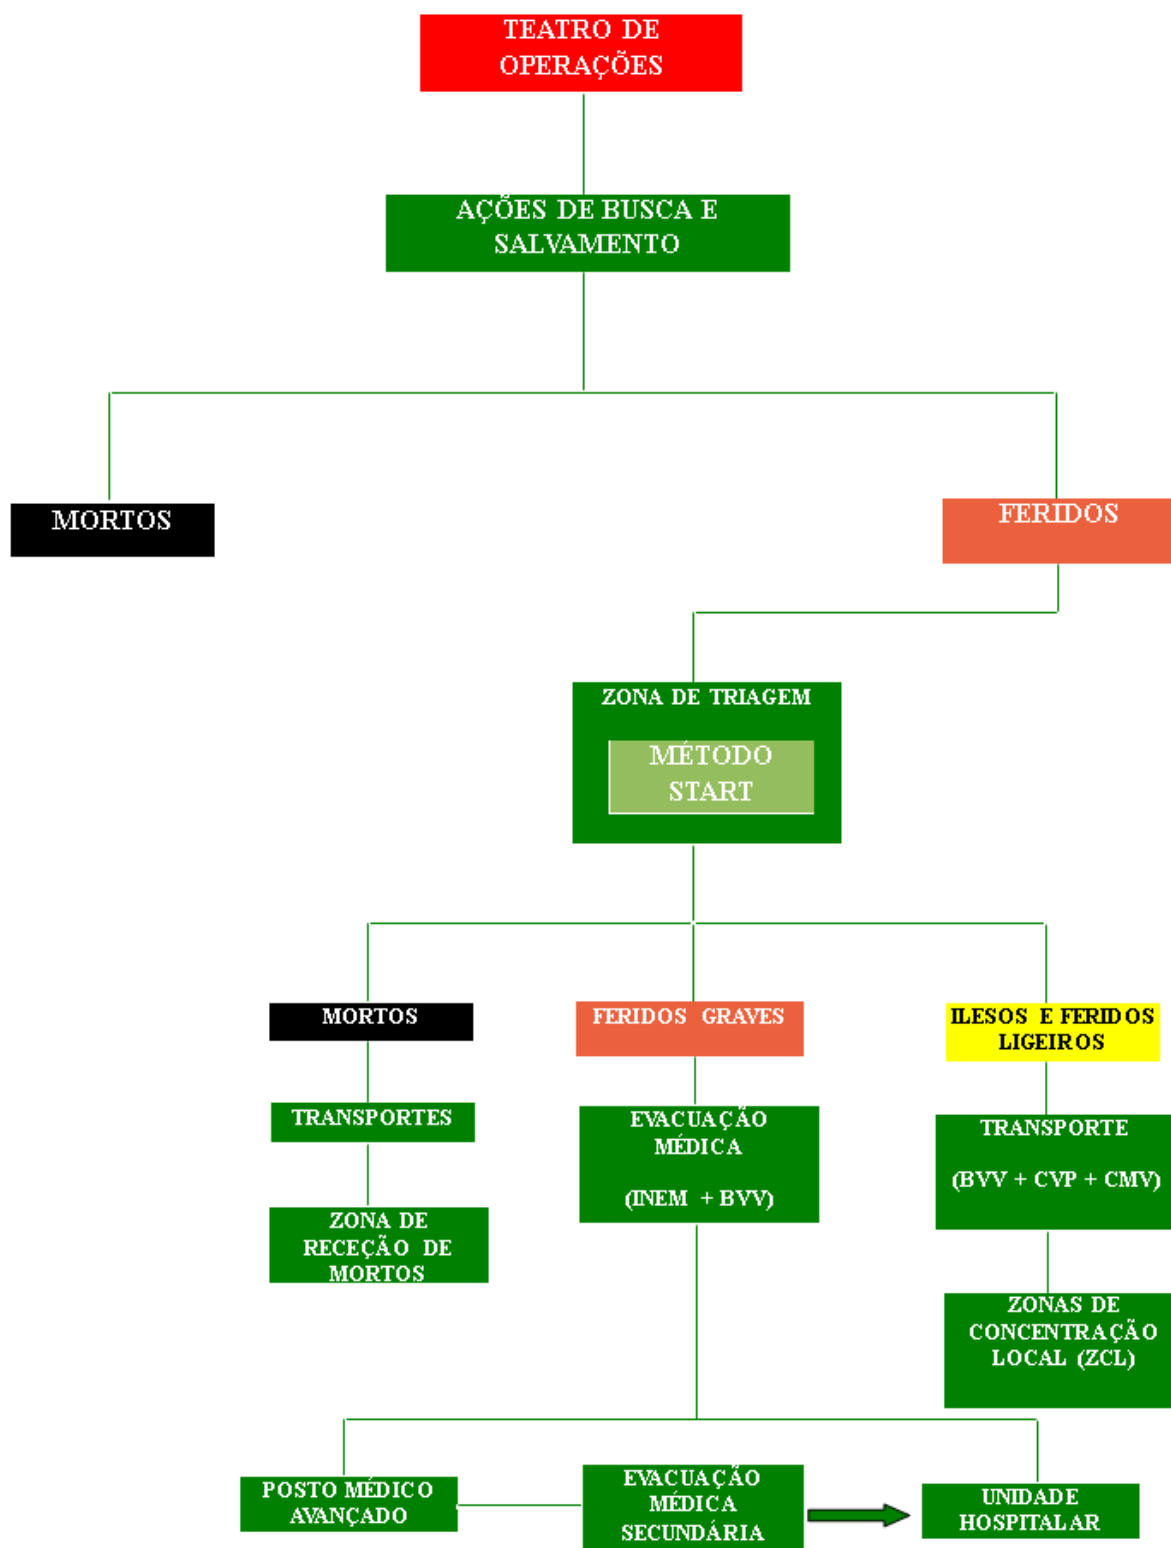 TEATRO DE
OPERAÇÕES
AÇÕES DE BUSCA E
SALVAMENTO
MORTOS
FERIDOS
ZONA DE TRIAGEM
MÉTODO
START
MORTOS
FERIDOS GRAVES
ILESOS E FERIDOS
LIGEIROS
TRANSPORTES
EVACUAÇÃO
MÉDICA
(INEM + BVV)
TRANSPORTE
(BVV + CVP + CMV)
ZONA DE
RECEÇÃO DE
MORTOS
ZONAS DE
CONCENTRAÇÃO
LOCAL (ZCL)
POSTO MÉDICO
AVANÇADO
EVACUAÇÃO
MÉDICA
SECUNDÁRIA
UNIDADE
HOSPITALAR